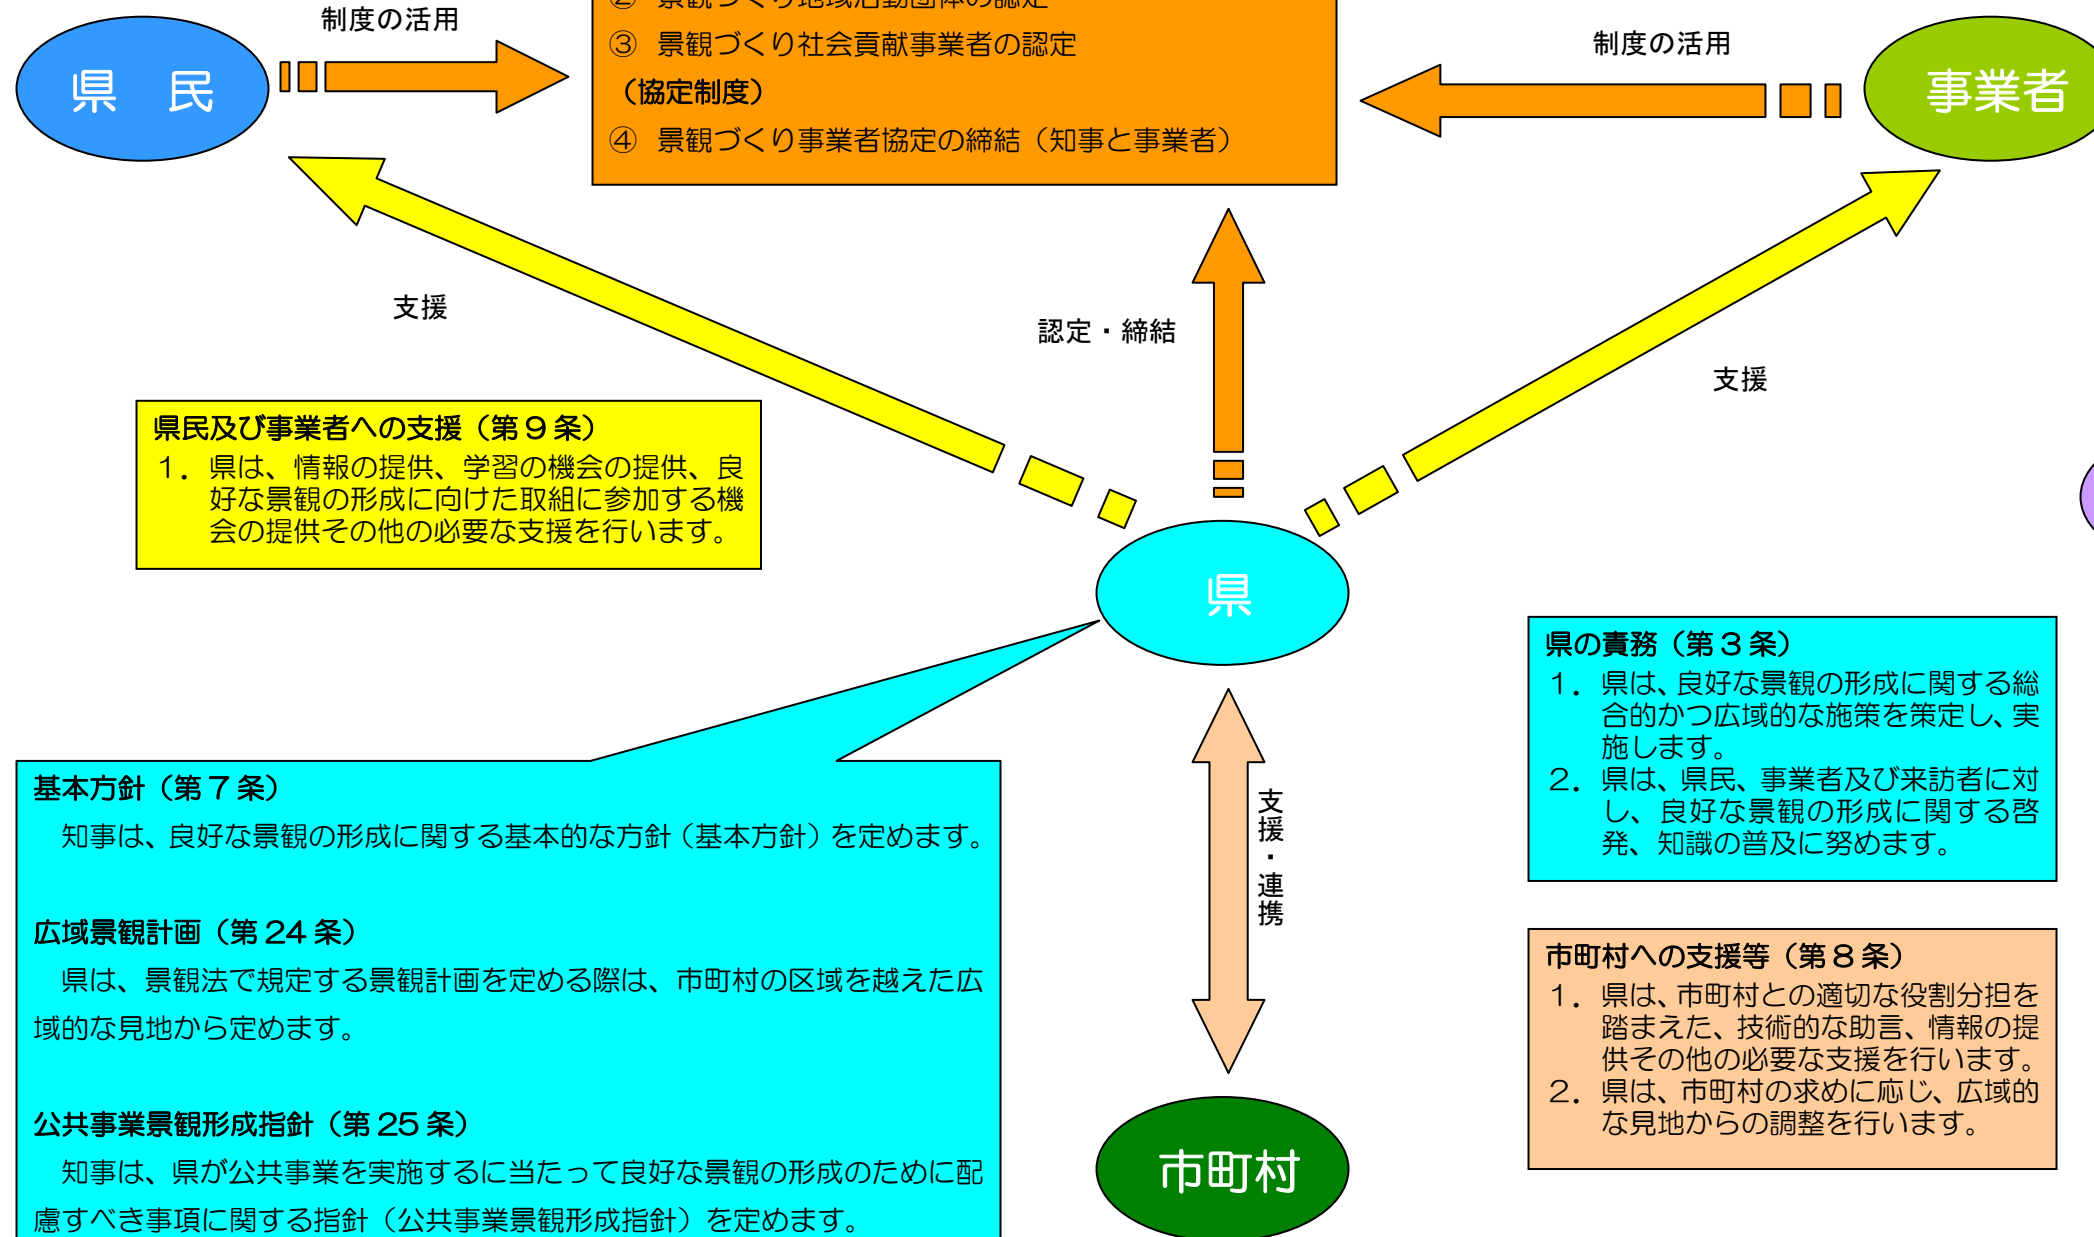 制度の活用
② 景観づくり地域活動団体の認定
③ 景観づくり社会貢献事業者の認定
(協定制度)
④ 景観づくり事業者協定の締結（知事と事業者）
制度の活用
県 民
事業者
支援
認定・締結
支援
県民及び事業者への支援（第９条）
１．県は、情報の提供、学習の機会の提供、良
好な景観の形成に向けた取組に参加する機
会の提供その他の必要な支援を行います。
県
県の責務（第３条）
１．県は、良好な景観の形成に関する総
合的かつ広域的な施策を策定し、実
施します。
２．県は、県民、事業者及び来訪者に対
し、良好な景観の形成に関する啓
発、知識の普及に努めます。
基本方針（第７条）
知事は、良好な景観の形成に関する基本的な方針（基本方針）を定めます。
広域景観計画（第 24 条）
県は、景観法で規定する景観計画を定める際は、市町村の区域を越えた広
域的な見地から定めます。
公共事業景観形成指針（第 25 条）
知事は、県が公共事業を実施するに当たって良好な景観の形成のために配
慮すべき事項に関する指針（公共事業景観形成指針）を定めます。
支援・連携
市町村への支援等（第８条）
１．県は、市町村との適切な役割分担を
踏まえた、技術的な助言、情報の提
供その他の必要な支援を行います。
２．県は、市町村の求めに応じ、広域的
な見地からの調整を行います。
市町村